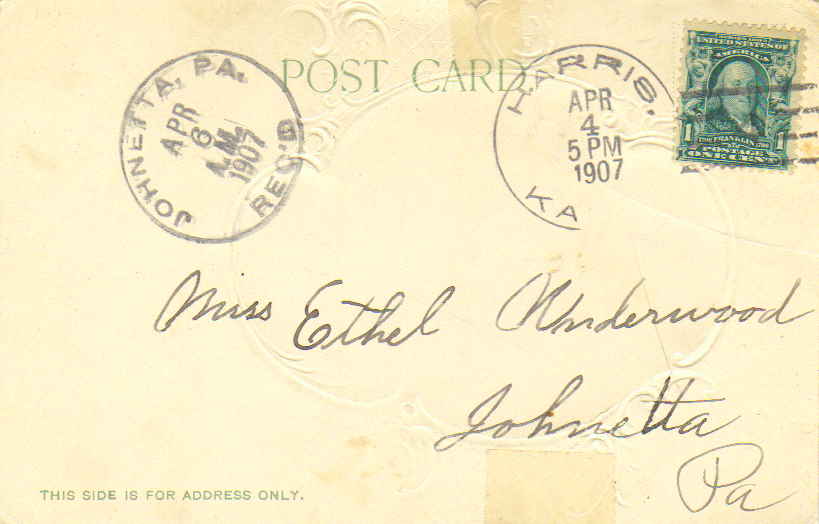 POST CARD
JOHNETTA, PA.
APR
6
A.M.
1907
REC'D
HARRIS,
APR
4
5 PM
1907
KA
UNITED STATES OF
AMERICA
1
FRANKLIN
POSTAGE
ONE CENT
Miss Ethel Underwood
Johnetta
Pa
THIS SIDE IS FOR ADDRESS ONLY.